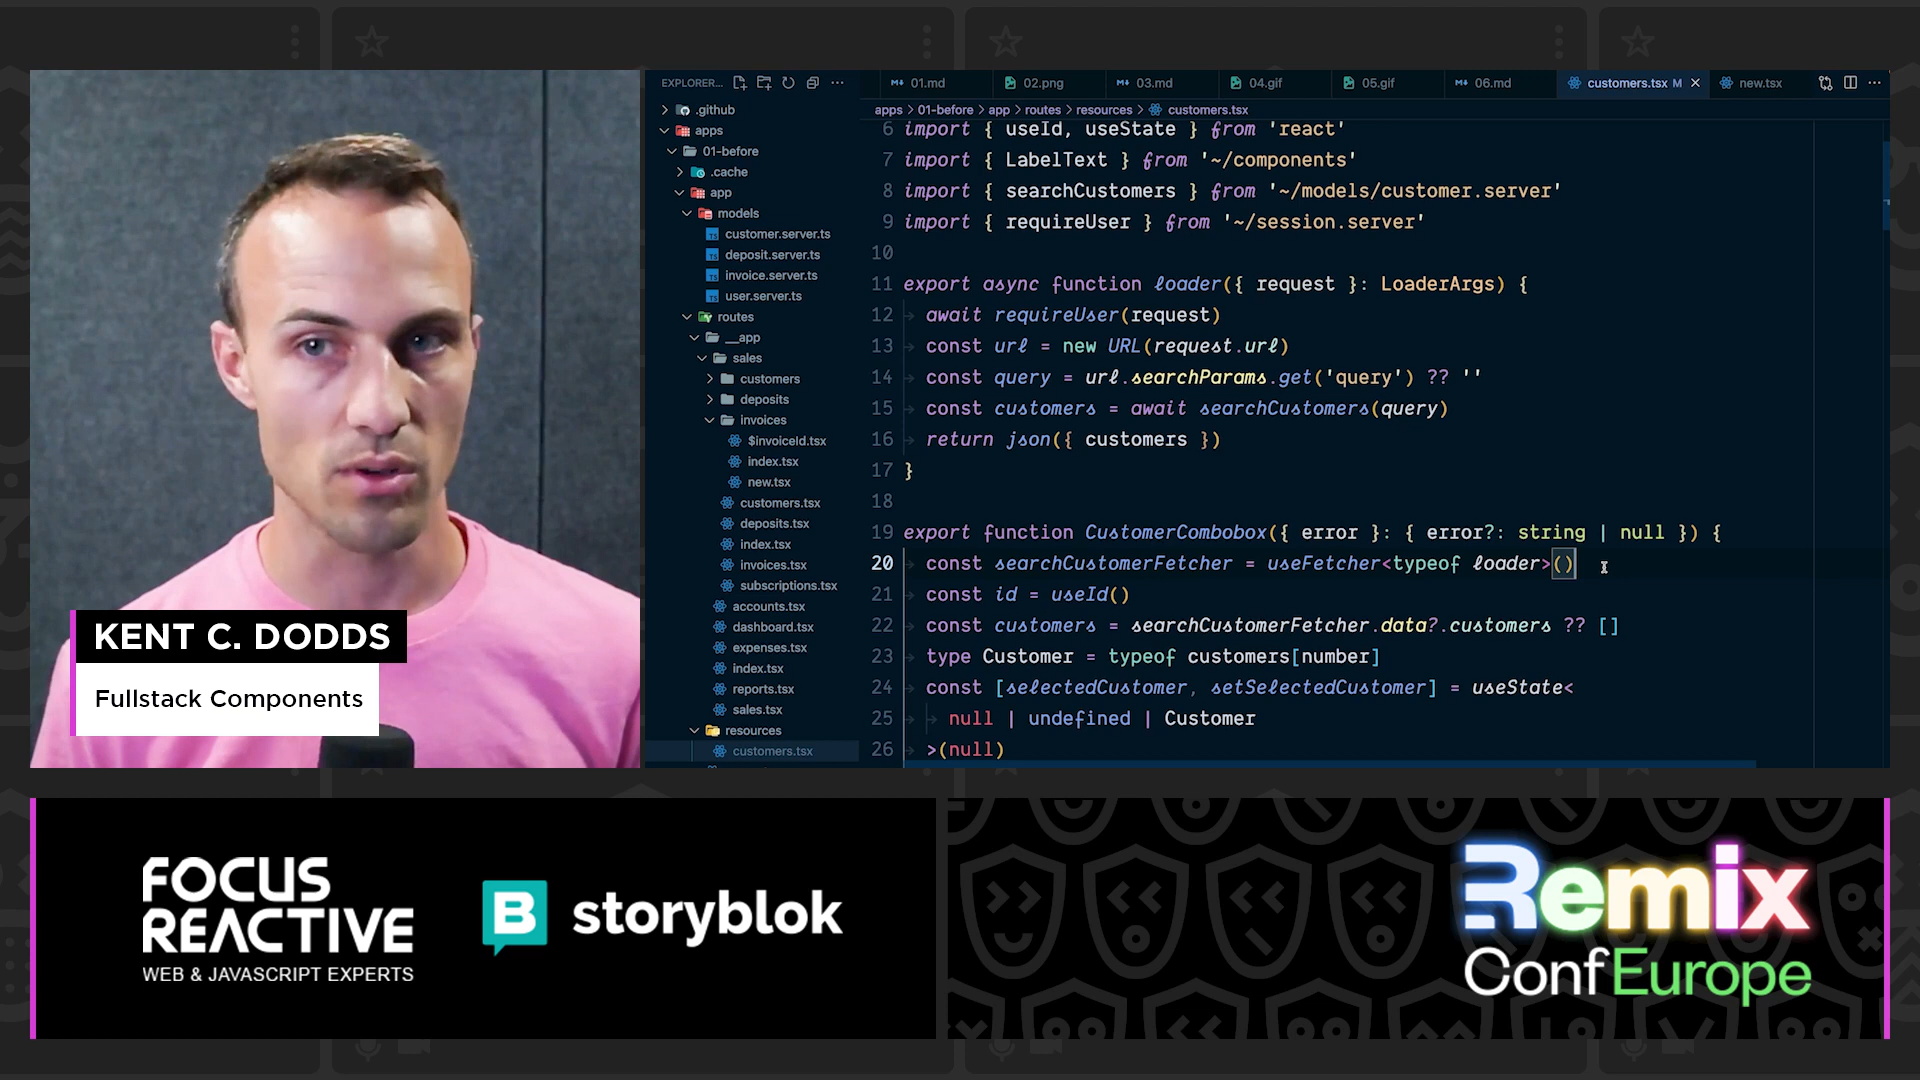 EXPLORER...
.github
apps
01-before
.cache
app
models
customer.server.ts
deposit.server.ts
invoice.server.ts
user.server.ts
routes
__app
sales
customers
deposits
invoices
$invoiceId.tsx
index.tsx
new.tsx
customers.tsx
deposits.tsx
index.tsx
invoices.tsx
subscriptions.tsx
accounts.tsx
dashboard.tsx
expenses.tsx
index.tsx
reports.tsx
sales.tsx
resources
customers.tsx
01.md 02.png 03.md 04.gif 05.gif 06.md customers.tsx M new.tsx
apps > 01-before > app > routes > resources > customers.tsx
6 import { useId, useState } from 'react'
7 import { LabelText } from '~/components'
8 import { searchCustomers } from '~/models/customer.server'
9 import { requireUser } from '~/session.server'
10
11 export async function loader({ request }: LoaderArgs) {
12 await requireUser(request)
13 const url = new URL(request.url)
14 const query = url.searchParams.get('query') ?? ''
15 const customers = await searchCustomers(query)
16 return json({ customers })
17 }
18
19 export function CustomerCombobox({ error }: { error?: string | null }) {
20 const searchCustomerFetcher = useFetcher<typeof loader>()
21 const id = useId()
22 const customers = searchCustomerFetcher.data?.customers ?? []
23 type Customer = typeof customers[number]
24 const [selectedCustomer, setSelectedCustomer] = useState<
25 null | undefined | Customer
26 >(null)
KENT C. DODDS
Fullstack Components
FOCUS
REACTIVE
WEB & JAVASCRIPT EXPERTS
B storyblok
Remix
Conf Europe